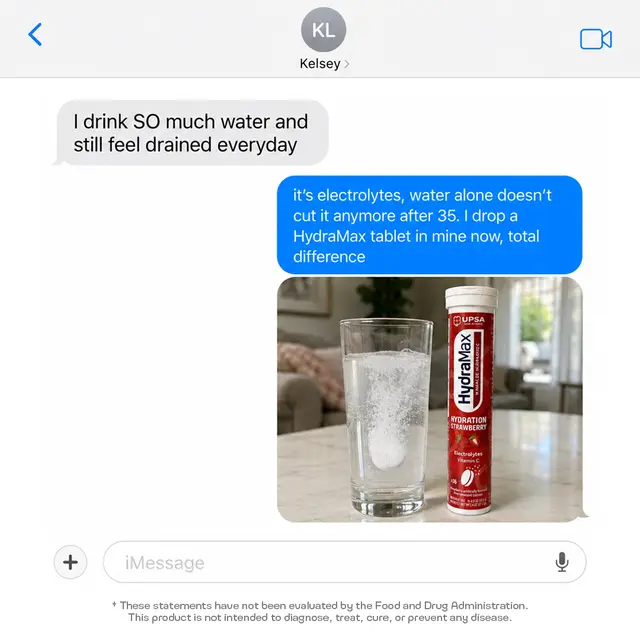 KL
Kelsey
I drink SO much water and
still feel drained everyday
it's electrolytes, water alone doesn't
cut it anymore after 35. I drop a
HydraMax tablet in mine now, total
difference
UPSA
HydraMax
HYDRATION
STRAWBERRY
Electrolytes
Vitamin C
iMessage
* These statements have not been evaluated by the Food and Drug Administration.
This product is not intended to diagnose, treat, cure, or prevent any disease.